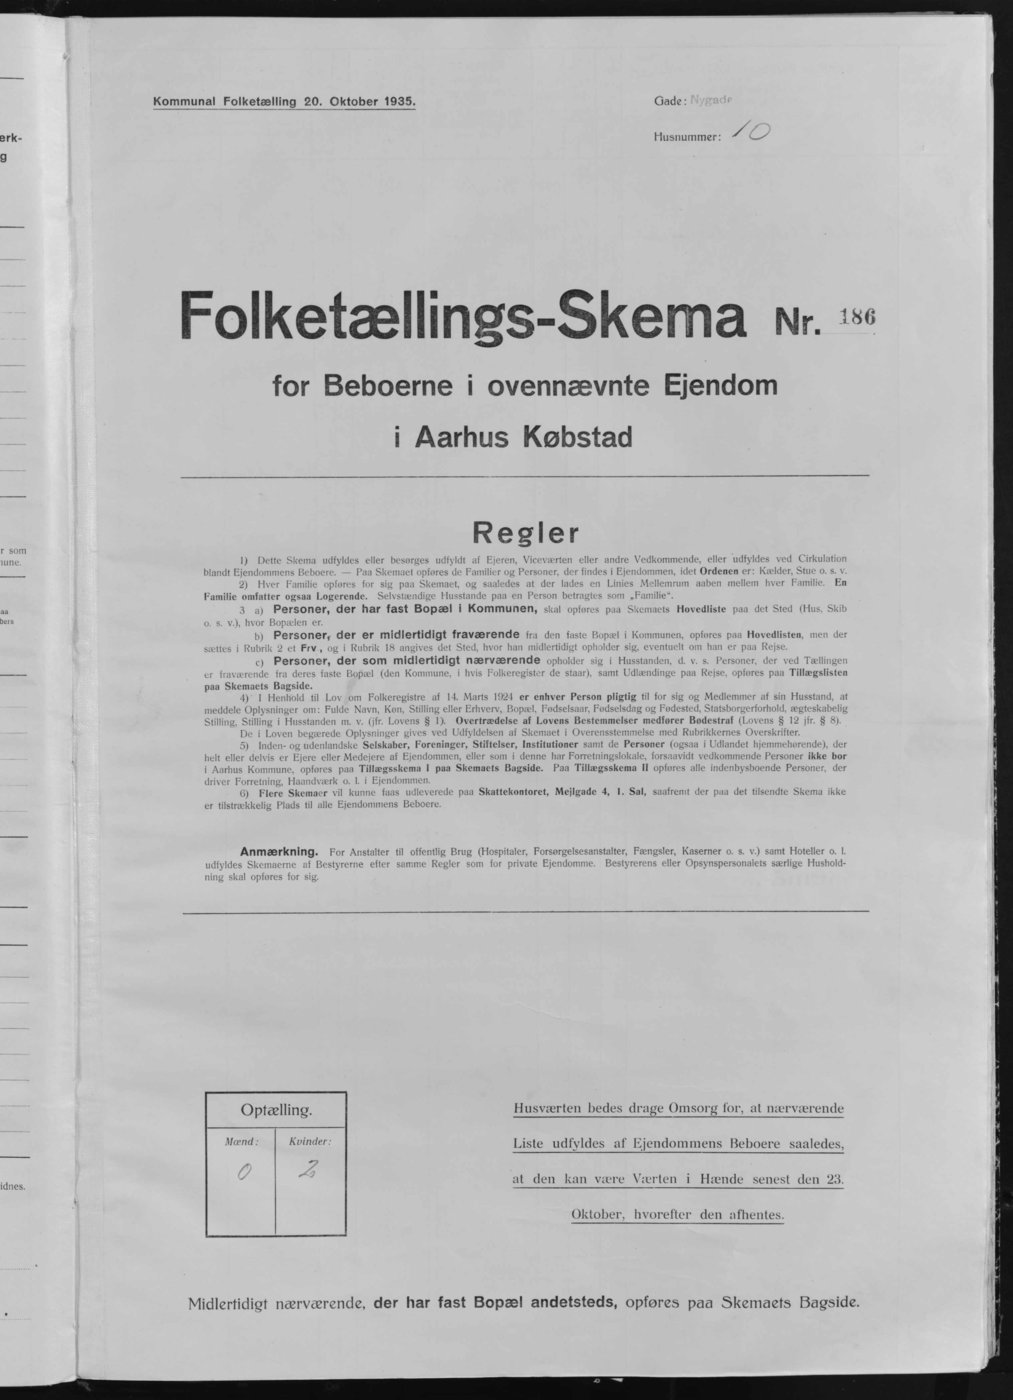 Kommunal Folketælling 20. Oktober 1935.
Gade: Nygade
Husnummer: 10
Folketællings-Skema Nr. 186
for Beboerne i ovennævnte Ejendom
i Aarhus Købstad
Regler
1) Dette Skema udfyldes eller besørges udfyldt af Ejeren, Viceværten eller andre Vedkommende, eller udfyldes ved Cirkulation
blandt Ejendommens Beboere. — Paa Skemaet opføres de Familier og Personer, der findes i Ejendommen, idet Ordenen er: Kælder, Stue o. s. v.
2) Hver Familie opføres for sig paa Skemaet, og saaledes at der lades en Linies Mellemrum aaben mellem hver Familie. En
Familie omfatter ogsaa Logerende. Selvstændige Husstande paa en Person betragtes som „Familie“.
3 a) Personer, der har fast Bopæl i Kommunen, skal opføres paa Skemaets Hovedliste paa det Sted (Hus, Skib
o. s. v.), hvor Bopælen er.
b) Personer, der er midlertidigt fraværende fra den faste Bopæl i Kommunen, opføres paa Hovedlisten, men der
sættes i Rubrik 2 et Frv., og i Rubrik 18 angives det Sted, hvor han midlertidigt opholder sig, eventuelt om han er paa Rejse.
c) Personer, der som midlertidigt nærværende opholder sig i Husstanden, d. v. s. Personer, der ved Tællingen
er fraværende fra deres faste Bopæl (den Kommune, i hvis Folkeregister de staar), samt Udlændinge paa Rejse, opføres paa Tillægslisten
paa Skemaets Bagside.
4) I Henhold til Lov om Folkeregistre af 14. Marts 1924 er enhver Person pligtig til for sig og Medlemmer af sin Husstand, at
meddele Oplysninger om: Fulde Navn, Køn, Stilling eller Erhverv, Bopæl, Fødselsaar, Fødselsdag og Fødested, Statsborgerforhold, ægteskabelig
Stilling, Stilling i Husstanden m. v. (jfr. Lovens § 1). Overtrædelse af Lovens Bestemmelser medfører Bødestraf (Lovens § 12 jfr. § 8).
De i Loven begærede Oplysninger gives ved Udfyldelsen af Skemaet i Overensstemmelse med Rubrikkernes Overskrifter.
5) Inden- og udenlandske Selskaber, Foreninger, Stiftelser, Institutioner samt de Personer (ogsaa i Udlandet hjemmehørende), der
helt eller delvis er Ejere eller Medejere af Ejendommen, eller som i denne har Forretningslokale, forsaavidt vedkommende Personer ikke bor
i Aarhus Kommune, opføres paa Tillægsskema I paa Skemaets Bagside. Paa Tillægsskema II opføres alle indenbysboende Personer, der
driver Forretning, Haandværk o. l. i Ejendommen.
6) Flere Skemaer vil kunne faas udleverede paa Skattekontoret, Mejlgade 4, 1. Sal, saafremt der paa det tilsendte Skema ikke
er tilstrækkelig Plads til alle Ejendommens Beboere.
Anmærkning. For Anstalter til offentlig Brug (Hospitaler, Forsørgelsesanstalter, Fængsler, Kaserner o. s. v.) samt Hoteller o. l.
udfyldes Skemaerne af Bestyrerne efter samme Regler som for private Ejendomme. Bestyrerens eller Opsynspersonalets særlige Hushold-
ning skal opføres for sig.
Optælling.
Mænd: Kvinder:
0 2
Husværten bedes drage Omsorg for, at nærværende
Liste udfyldes af Ejendommens Beboere saaledes,
at den kan være Værten i Hænde senest den 23.
Oktober, hvorefter den afhentes.
Midlertidigt nærværende, der har fast Bopæl andetsteds, opføres paa Skemaets Bagside.
erk-
g
r som
nune.
aa
bers
idnes.